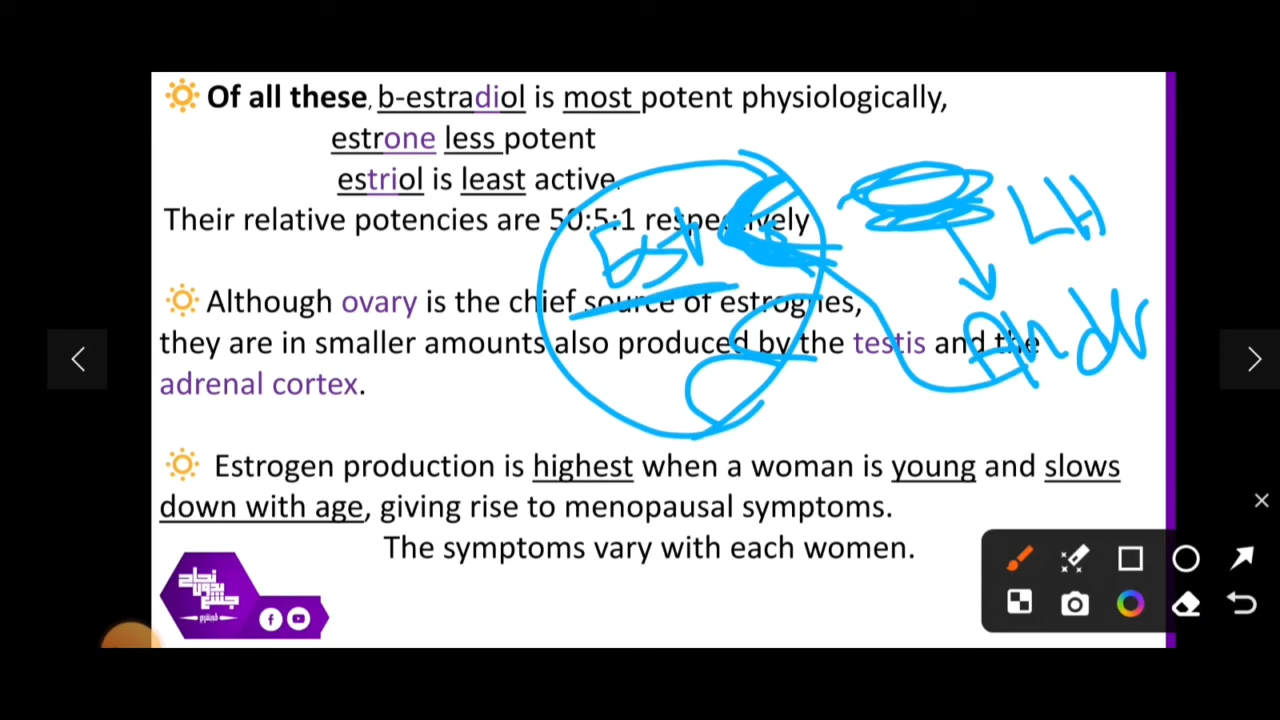 Of all these, b-estradiol is most potent physiologically,
estrone less potent
estriol is least active.
Their relative potencies are 50:5:1 respectively
Est
LH
Andr
Although ovary is the chief source of estrognes,
they are in smaller amounts also produced by the testis and the
adrenal cortex.
Estrogen production is highest when a woman is young and slows
down with age, giving rise to menopausal symptoms.
The symptoms vary with each women.